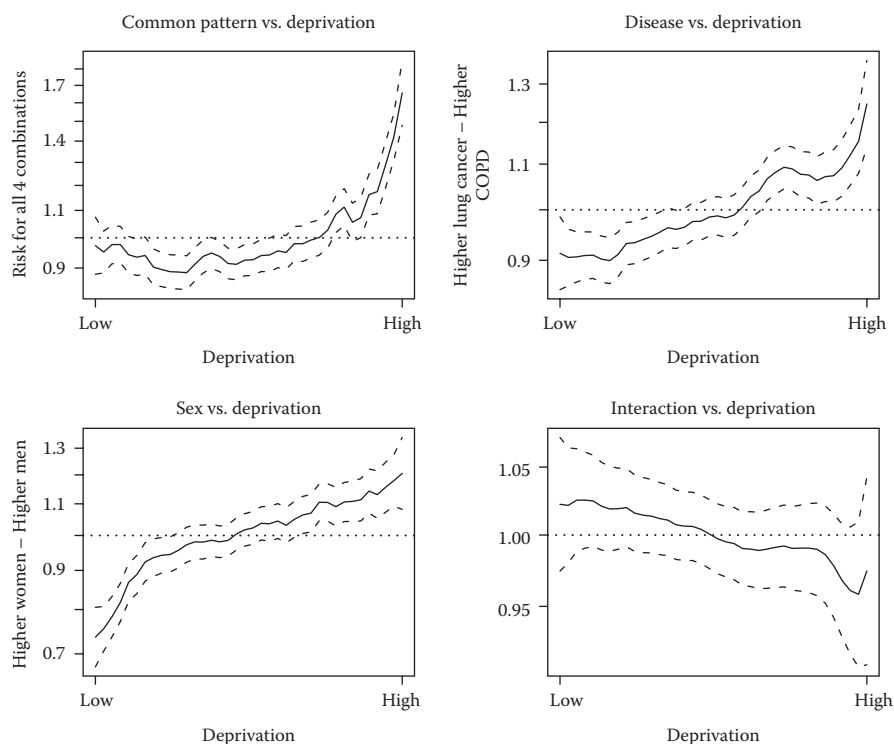 Common pattern vs. deprivation
Risk for all 4 combinations
1.7
1.4
1.1
0.9
Low
High
Deprivation
Disease vs. deprivation
Higher lung cancer – Higher
COPD
1.3
1.1
0.9
Low
High
Deprivation
Sex vs. deprivation
Higher women – Higher men
1.3
1.1
0.9
0.7
Low
High
Deprivation
Interaction vs. deprivation
1.05
1.00
0.95
Low
High
Deprivation